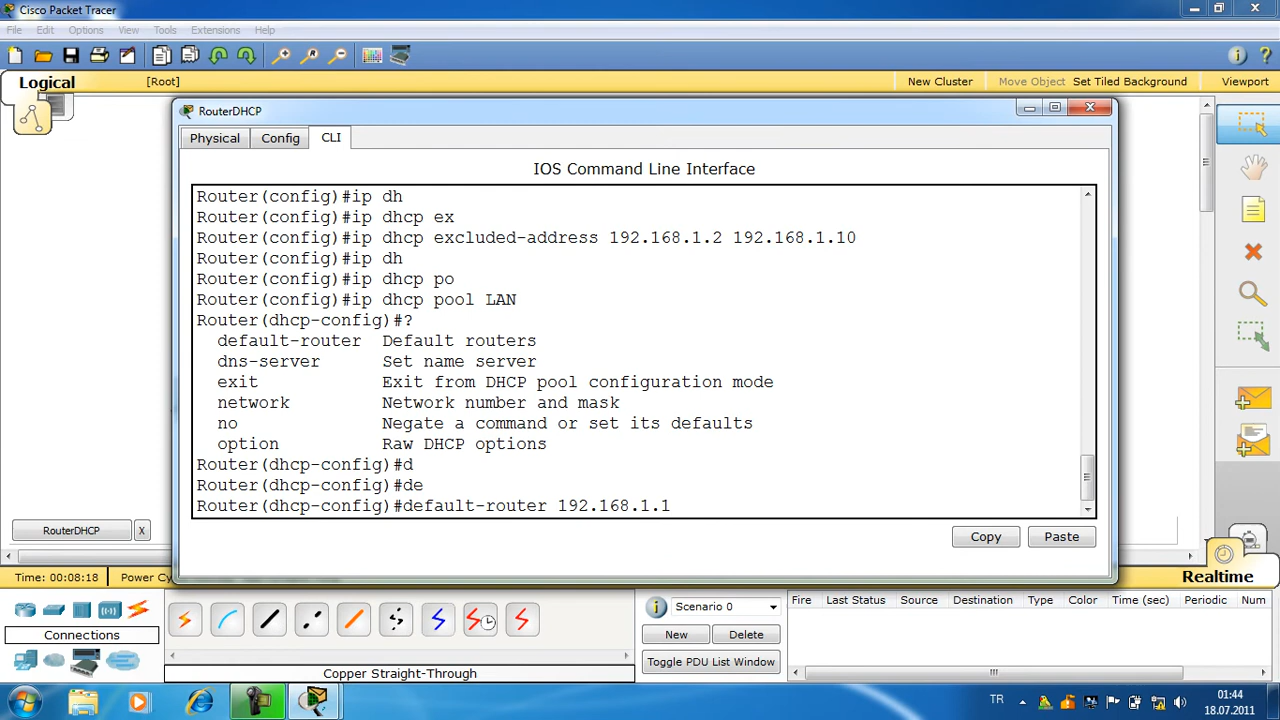 Cisco Packet Tracer
File Edit Options View Tools Extensions Help
Logical [Root] New Cluster Move Object Set Tiled Background Viewport
RouterDHCP
Physical Config CLI
IOS Command Line Interface
Router(config)#ip dh
Router(config)#ip dhcp ex
Router(config)#ip dhcp excluded-address 192.168.1.2 192.168.1.10
Router(config)#ip dh
Router(config)#ip dhcp po
Router(config)#ip dhcp pool LAN
Router(dhcp-config)#?
default-router Default routers
dns-server Set name server
exit Exit from DHCP pool configuration mode
network Network number and mask
no Negate a command or set its defaults
option Raw DHCP options
Router(dhcp-config)#d
Router(dhcp-config)#de
Router(dhcp-config)#default-router 192.168.1.1
Copy Paste
RouterDHCP X
Time: 00:08:18 Power Cy
Realtime
Connections
Copper Straight-Through
Scenario 0
New Delete
Toggle PDU List Window
Fire Last Status Source Destination Type Color Time (sec) Periodic Num
TR
01:44
18.07.2011